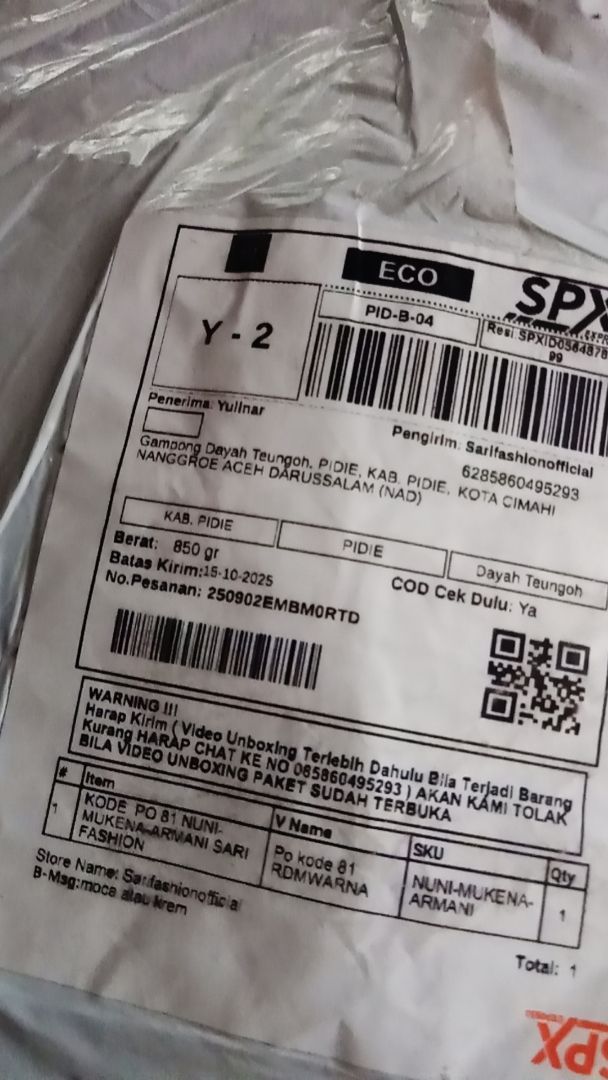 ECO
SPX
EXPRESS
Y - 2
PID-B-04
Resi: SPXID0564878
99
Penerima: Yulinar
Pengirim: Sarifashionofficial
6285860495293
Gampong Dayah Teungoh, PIDIE, KAB. PIDIE,
NANGGROE ACEH DARUSSALAM (NAD)
KOTA CIMAHI
KAB. PIDIE
PIDIE
Dayah Teungoh
Berat: 850 gr
COD Cek Dulu: Ya
Batas Kirim:15-10-2025
No.Pesanan: 250902EMBM0RTD
WARNING !!!
Harap Kirim ( Video Unboxing Terlebih Dahulu Bila Terjadi Barang
Kurang HARAP CHAT KE NO 085860495293 ) AKAN KAMI TOLAK
BILA VIDEO UNBOXING PAKET SUDAH TERBUKA
# Item V Name SKU Qty
1 KODE PO 81 NUNI-
MUKENA-ARMANI SARI
FASHION
Po kode 81
RDMWARNA
NUNI-MUKENA-
ARMANI
1
Store Name: Sarifashionofficial
B-Msg:moca atau krem
Total: 1
SPX
EXPRESS